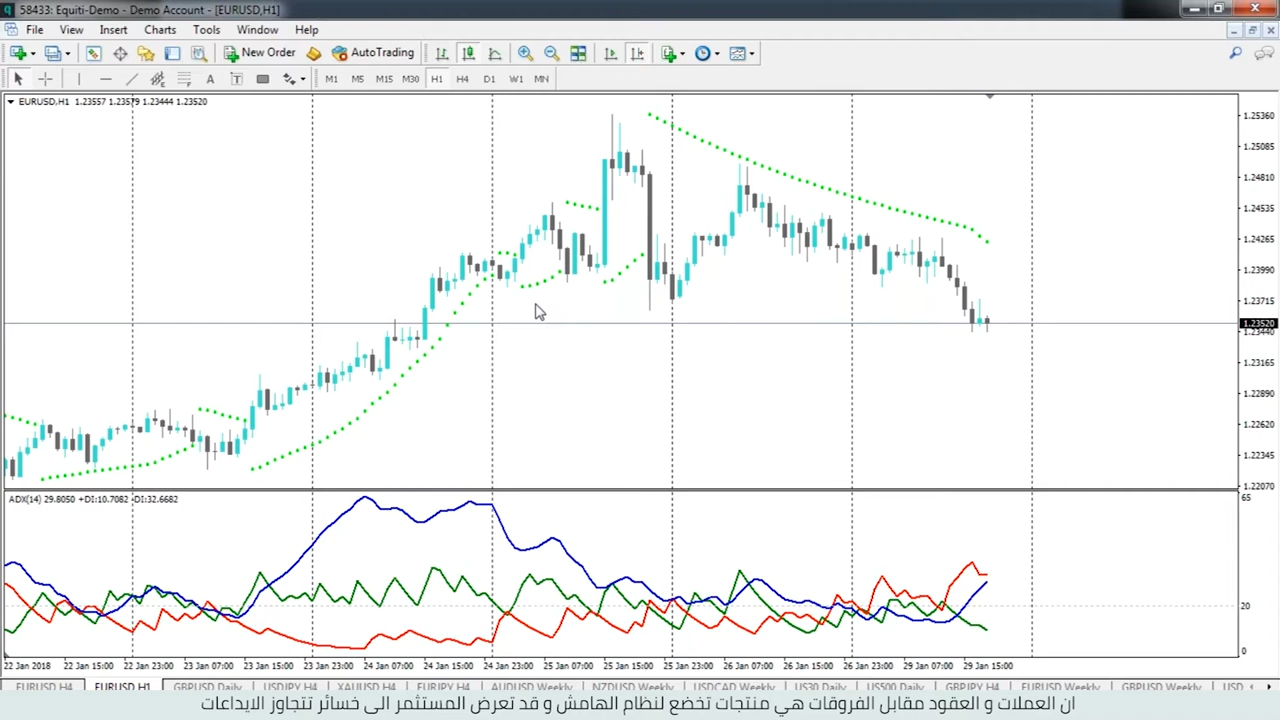 58433: Equiti-Demo - Demo Account - [EURUSD,H1]
File View Insert Charts Tools Window Help
New Order AutoTrading
A T M1 M5 M15 M30 H1 H4 D1 W1 MN
EURUSD,H1 1.23557 1.23579 1.23444 1.23520
1.25360
1.25085
1.24810
1.24535
1.24265
1.23990
1.23715
1.23520
1.23440
1.23165
1.22890
1.22620
1.22345
1.22070
ADX(14) 29.8050 +DI:10.7082 -DI:32.6682
65
20
0
22 Jan 2018 22 Jan 15:00 22 Jan 23:00 23 Jan 07:00 23 Jan 15:00 23 Jan 23:00 24 Jan 07:00 24 Jan 15:00 24 Jan 23:00 25 Jan 07:00 25 Jan 15:00 25 Jan 23:00 26 Jan 07:00 26 Jan 15:00 26 Jan 23:00 29 Jan 07:00 29 Jan 15:00
EURUSD H4 EURUSD H1 GBPUSD Daily USDJPY H4 XAUUSD H4 EURJPY H4 AUDUSD Weekly NZDUSD Weekly USDCAD Weekly US30 Daily US500 Daily GBPJPY H4 EURUSD Weekly GBPUSD Weekly USD
ان العملات و العقود مقابل الفروقات هي منتجات تخضع لنظام الهامش و قد تعرض المستثمر الى خسائر تتجاوز الايداعات